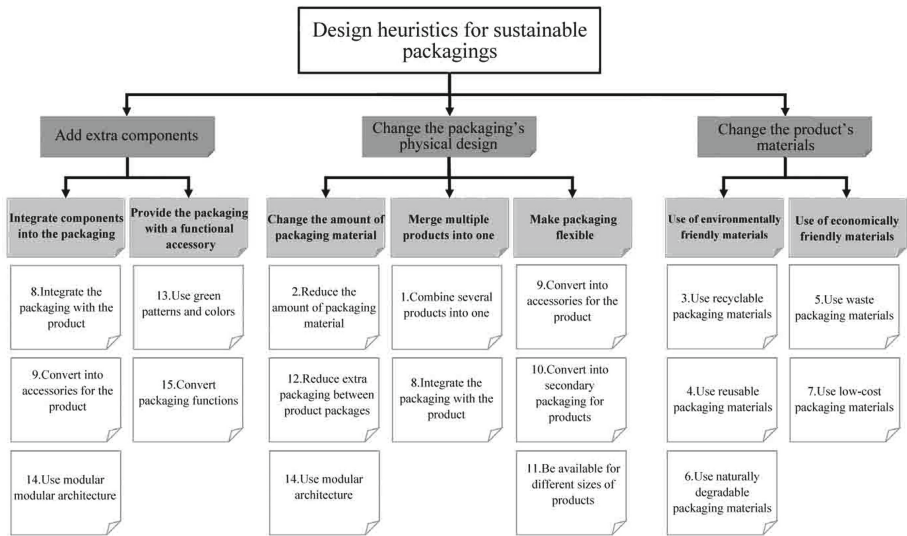 Design heuristics for sustainable
packagings
Add extra components
Change the packaging's
physical design
Change the product's
materials
Integrate components
into the packaging
Provide the packaging
with a functional
accessory
Change the amount of
packaging material
Merge multiple
products into one
Make packaging
flexible
Use of environmentally
friendly materials
Use of economically
friendly materials
8.Integrate the
packaging with the
product
9.Convert into
accessories for the
product
14.Use modular
modular architecture
13.Use green
patterns and colors
15.Convert
packaging functions
2.Reduce the
amount of packaging
material
12.Reduce extra
packaging between
product packages
14.Use modular
architecture
1.Combine several
products into one
8.Integrate the
packaging with the
product
9.Convert into
accessories for the
product
10.Convert into
secondary
packaging for
products
11.Be available for
different sizes of
products
3.Use recyclable
packaging materials
4.Use reusable
packaging materials
6.Use naturally
degradable
packaging materials
5.Use waste
packaging materials
7.Use low-cost
packaging materials